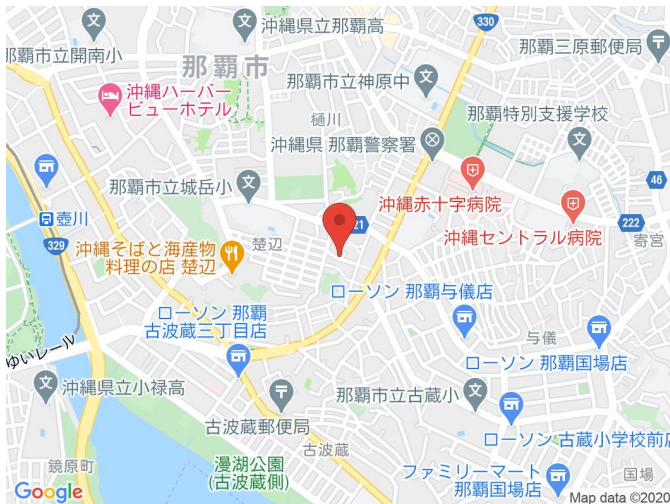 沖縄県立那覇高
330
那覇市立開南小
那覇三原郵便局
那覇市
那覇市立神原中
沖縄ハーバー
ビューホテル
那覇特別支援学校
樋川
沖縄県 那覇警察署
那覇市立城岳小
沖縄赤十字病院
46
壺川
21
222
329
楚辺
沖縄セントラル病院
寄宮
沖縄そばと海産物
料理の店 楚辺
ローソン 那覇与儀店
ローソン 那覇
古波蔵三丁目店
与儀
ゆいレール
ローソン 那覇国場店
沖縄県立小禄高
那覇市立古蔵小
古波蔵郵便局
ローソン 古蔵小学校前店
古波蔵
漫湖公園
(古波蔵側)
鏡原町
ファミリーマート
那覇国場店
国場
Google
Map data ©2020